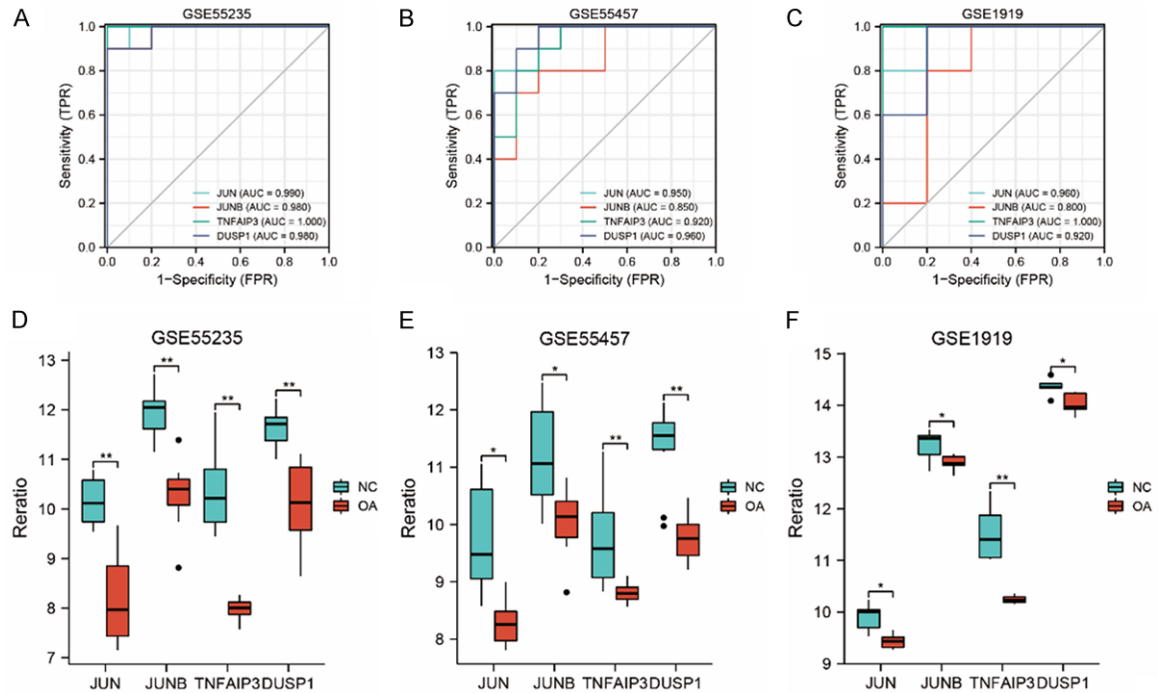 A
GSE55235
1.0
0.8
0.6
0.4
0.2
0.0
Sensitivity (TPR)
JUN (AUC = 0.990)
JUNB (AUC = 0.980)
TNFAIP3 (AUC = 1.000)
DUSP1 (AUC = 0.980)
0.0 0.2 0.4 0.6 0.8 1.0
1−Specificity (FPR)
B
GSE55457
1.0
0.8
0.6
0.4
0.2
0.0
Sensitivity (TPR)
JUN (AUC = 0.950)
JUNB (AUC = 0.850)
TNFAIP3 (AUC = 0.920)
DUSP1 (AUC = 0.960)
0.0 0.2 0.4 0.6 0.8 1.0
1−Specificity (FPR)
C
GSE1919
1.0
0.8
0.6
0.4
0.2
0.0
Sensitivity (TPR)
JUN (AUC = 0.960)
JUNB (AUC = 0.800)
TNFAIP3 (AUC = 1.000)
DUSP1 (AUC = 0.920)
0.0 0.2 0.4 0.6 0.8 1.0
1−Specificity (FPR)
D
GSE55235
13
12
11
10
9
8
7
Reratio
** ** ** **
NC
OA
JUN JUNB TNFAIP3 DUSP1
E
GSE55457
13
12
11
10
9
8
Reratio
* * ** **
NC
OA
JUN JUNB TNFAIP3 DUSP1
F
GSE1919
15
14
13
12
11
10
9
Reratio
* * ** *
NC
OA
JUN JUNB TNFAIP3 DUSP1